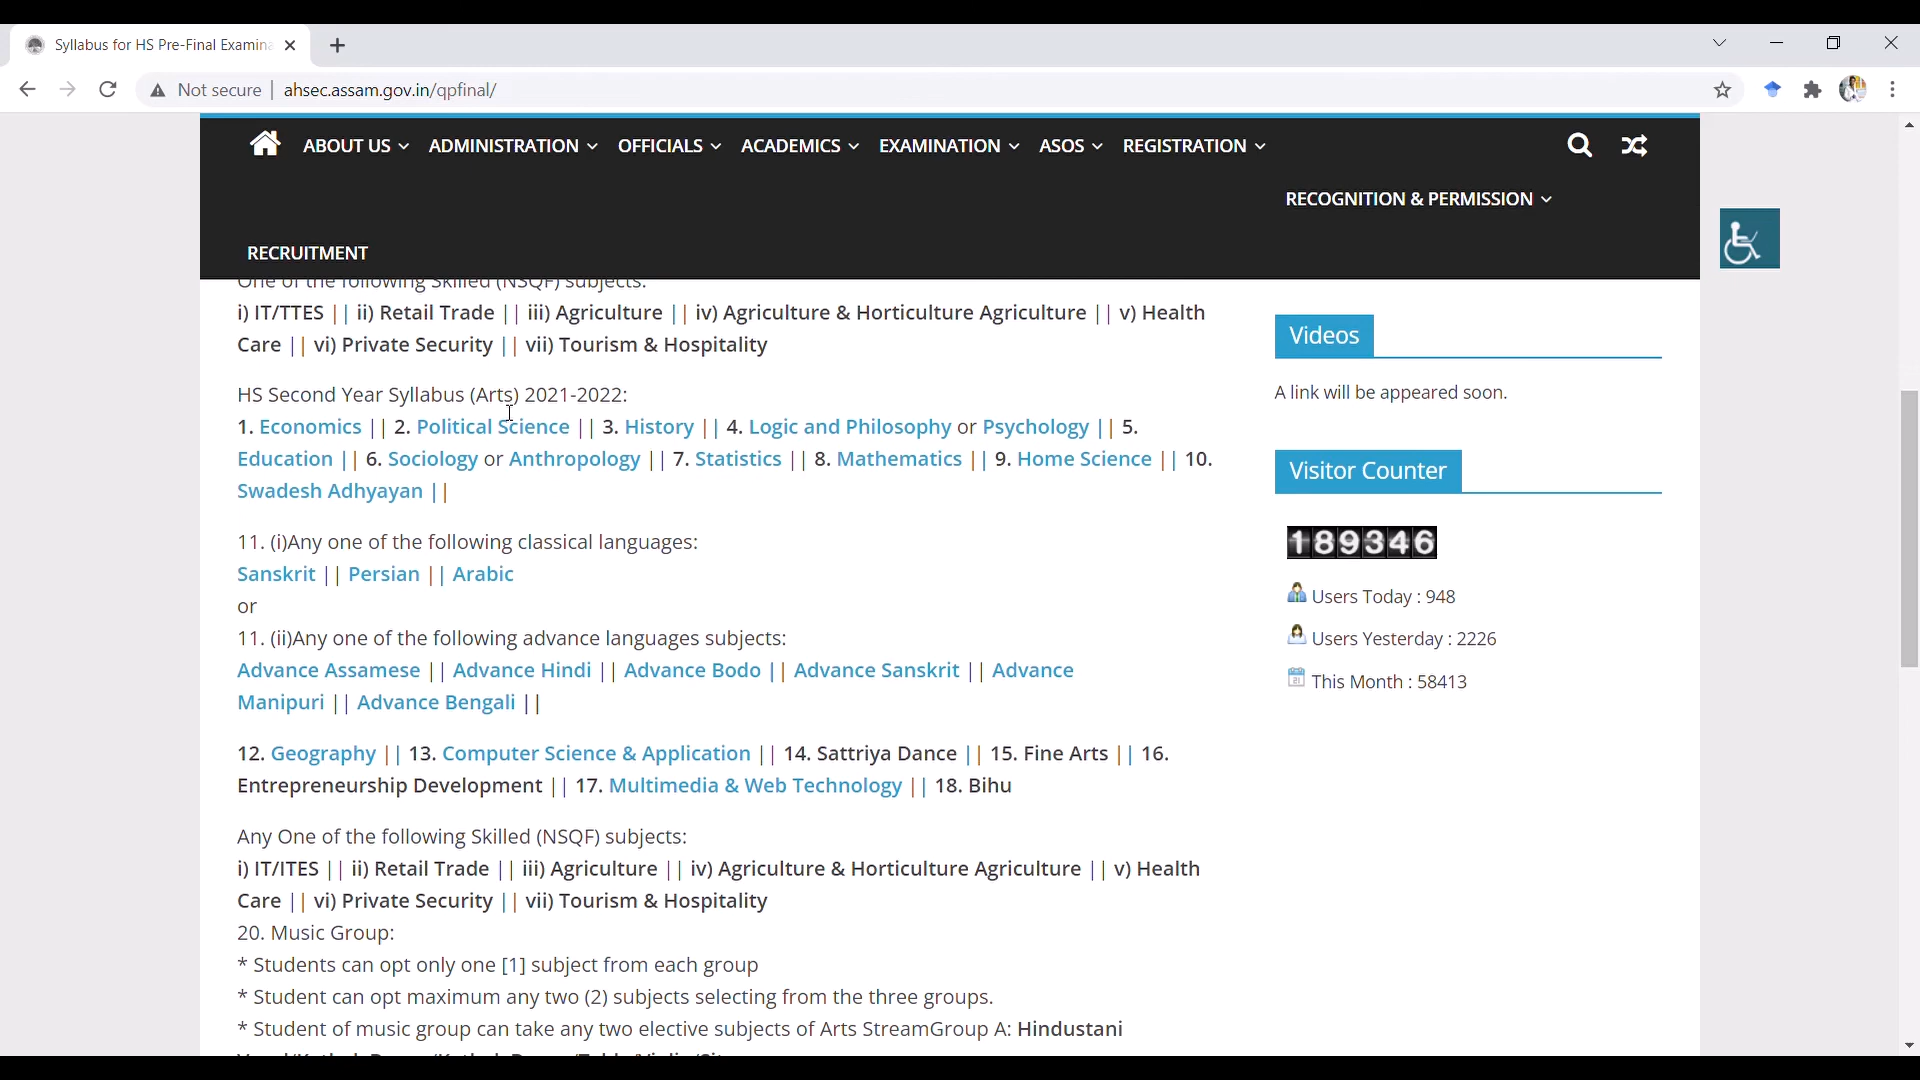 Syllabus for HS Pre-Final Examina
Not secure | ahsec.assam.gov.in/qpfinal/
ABOUT US ADMINISTRATION OFFICIALS ACADEMICS EXAMINATION ASOS REGISTRATION
RECOGNITION & PERMISSION
RECRUITMENT
One of the following Skilled (NSQF) subjects:
i) IT/TTES || ii) Retail Trade || iii) Agriculture || iv) Agriculture & Horticulture Agriculture || v) Health
Care || vi) Private Security || vii) Tourism & Hospitality
HS Second Year Syllabus (Arts) 2021-2022:
1. Economics || 2. Political Science || 3. History || 4. Logic and Philosophy or Psychology || 5.
Education || 6. Sociology or Anthropology || 7. Statistics || 8. Mathematics || 9. Home Science || 10.
Swadesh Adhyayan ||
11. (i)Any one of the following classical languages:
Sanskrit || Persian || Arabic
or
11. (ii)Any one of the following advance languages subjects:
Advance Assamese || Advance Hindi || Advance Bodo || Advance Sanskrit || Advance
Manipuri || Advance Bengali ||
12. Geography || 13. Computer Science & Application || 14. Sattriya Dance || 15. Fine Arts || 16.
Entrepreneurship Development || 17. Multimedia & Web Technology || 18. Bihu
Any One of the following Skilled (NSQF) subjects:
i) IT/ITES || ii) Retail Trade || iii) Agriculture || iv) Agriculture & Horticulture Agriculture || v) Health
Care || vi) Private Security || vii) Tourism & Hospitality
20. Music Group:
* Students can opt only one [1] subject from each group
* Student can opt maximum any two (2) subjects selecting from the three groups.
* Student of music group can take any two elective subjects of Arts StreamGroup A: Hindustani
Videos
A link will be appeared soon.
Visitor Counter
189346
Users Today : 948
Users Yesterday : 2226
This Month : 58413